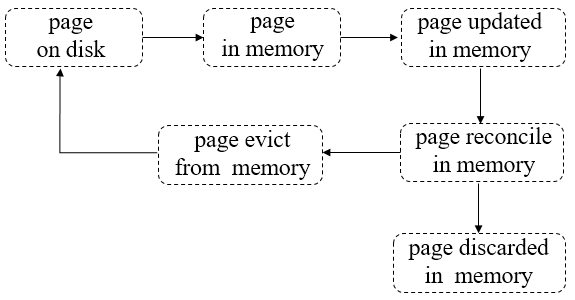 page
on disk
page
in memory
page updated
in memory
page evict
from memory
page reconcile
in memory
page discarded
in memory